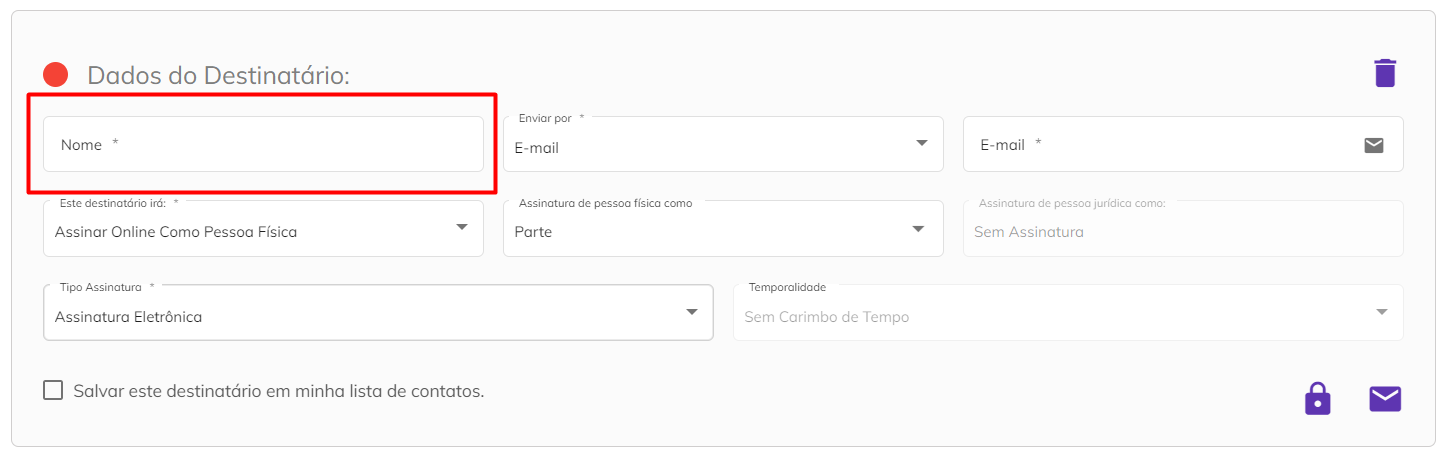 Dados do Destinatário:
Nome *
Enviar por *
E-mail
E-mail *
Este destinatário irá: *
Assinar Online Como Pessoa Física
Assinatura de pessoa física como
Parte
Assinatura de pessoa jurídica como:
Sem Assinatura
Tipo Assinatura *
Assinatura Eletrônica
Temporalidade
Sem Carimbo de Tempo
Salvar este destinatário em minha lista de contatos.